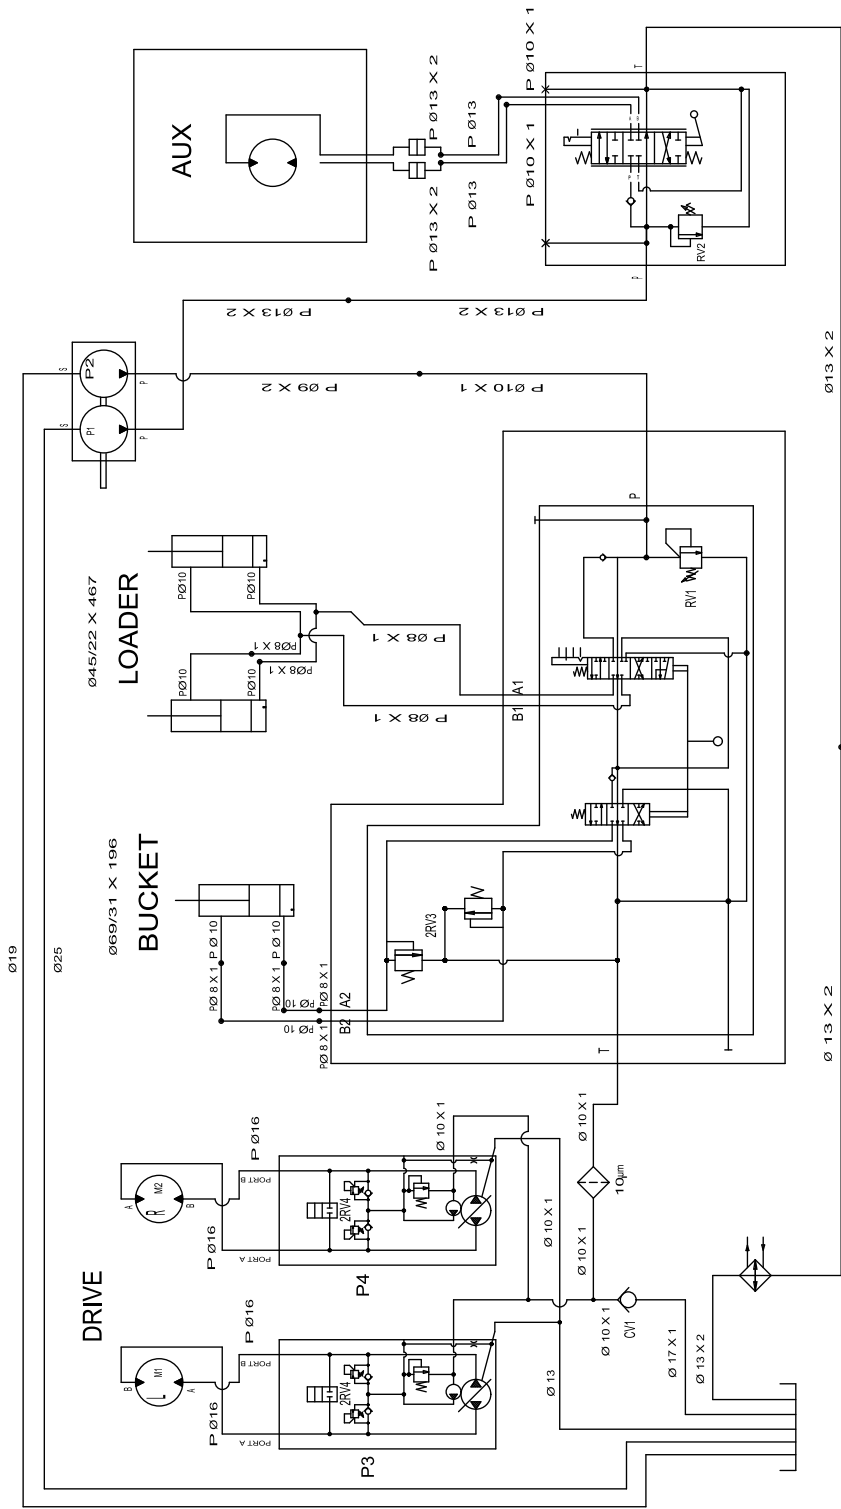 AUX
P Ø13 X 2
P Ø13 X 2
P Ø13
P Ø13
P Ø10 X 1
P Ø10 X 1
T
P
RV2
P Ø13 X 2
P Ø13 X 2
Ø13 X 2
S
S
P2
P1
P
P
P Ø9 X 2
P Ø10 X 1
Ø45/22 X 467
LOADER
PØ10
PØ10
PØ10
PØ10
PØ8 X 1
PØ8 X 1
P Ø8 X 1
P Ø8 X 1
B1
A1
P
RV1
Ø69/31 X 196
BUCKET
PØ 8 X 1
P Ø 10
PØ 8 X 1
P Ø 10
PØ 10
PØ 10
PØ 8 X 1
PØ 8 X 1
A2
B2
2RV3
T
Ø19
Ø25
Ø 13 X 2
DRIVE
A
R
M2
B
P Ø16
P Ø16
PORT B
PORT A
2RV4
P4
Ø 10 X 1
Ø 10 X 1
Ø 10 X 1
10µm
Ø 10 X 1
B
L
M1
A
P Ø16
P Ø16
PORT B
PORT A
2RV4
P3
Ø 10 X 1
CV1
Ø 13
Ø 17 X 1
Ø 13 X 2